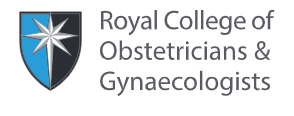 Royal College of
Obstetricians &
Gynaecologists